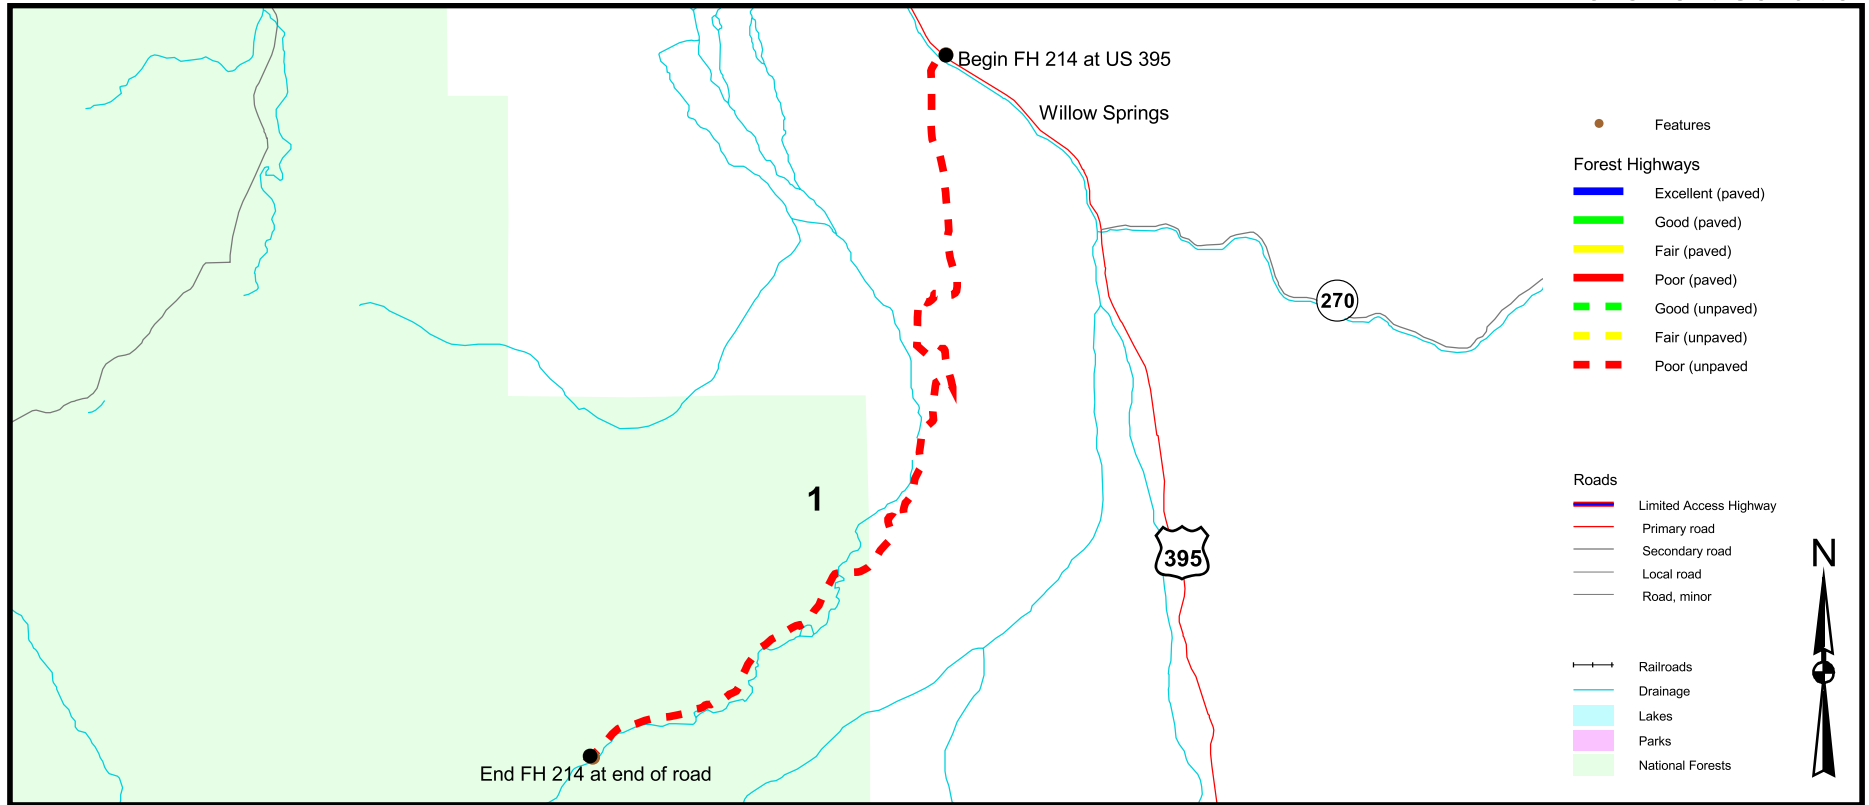 Begin FH 214 at US 395
Willow Springs
Features
Forest Highways
Excellent (paved)
Good (paved)
Fair (paved)
Poor (paved)
Good (unpaved)
Fair (unpaved)
Poor (unpaved
270
1
395
End FH 214 at end of road
Roads
Limited Access Highway
Primary road
Secondary road
Local road
Road, minor
Railroads
Drainage
Lakes
Parks
National Forests
N